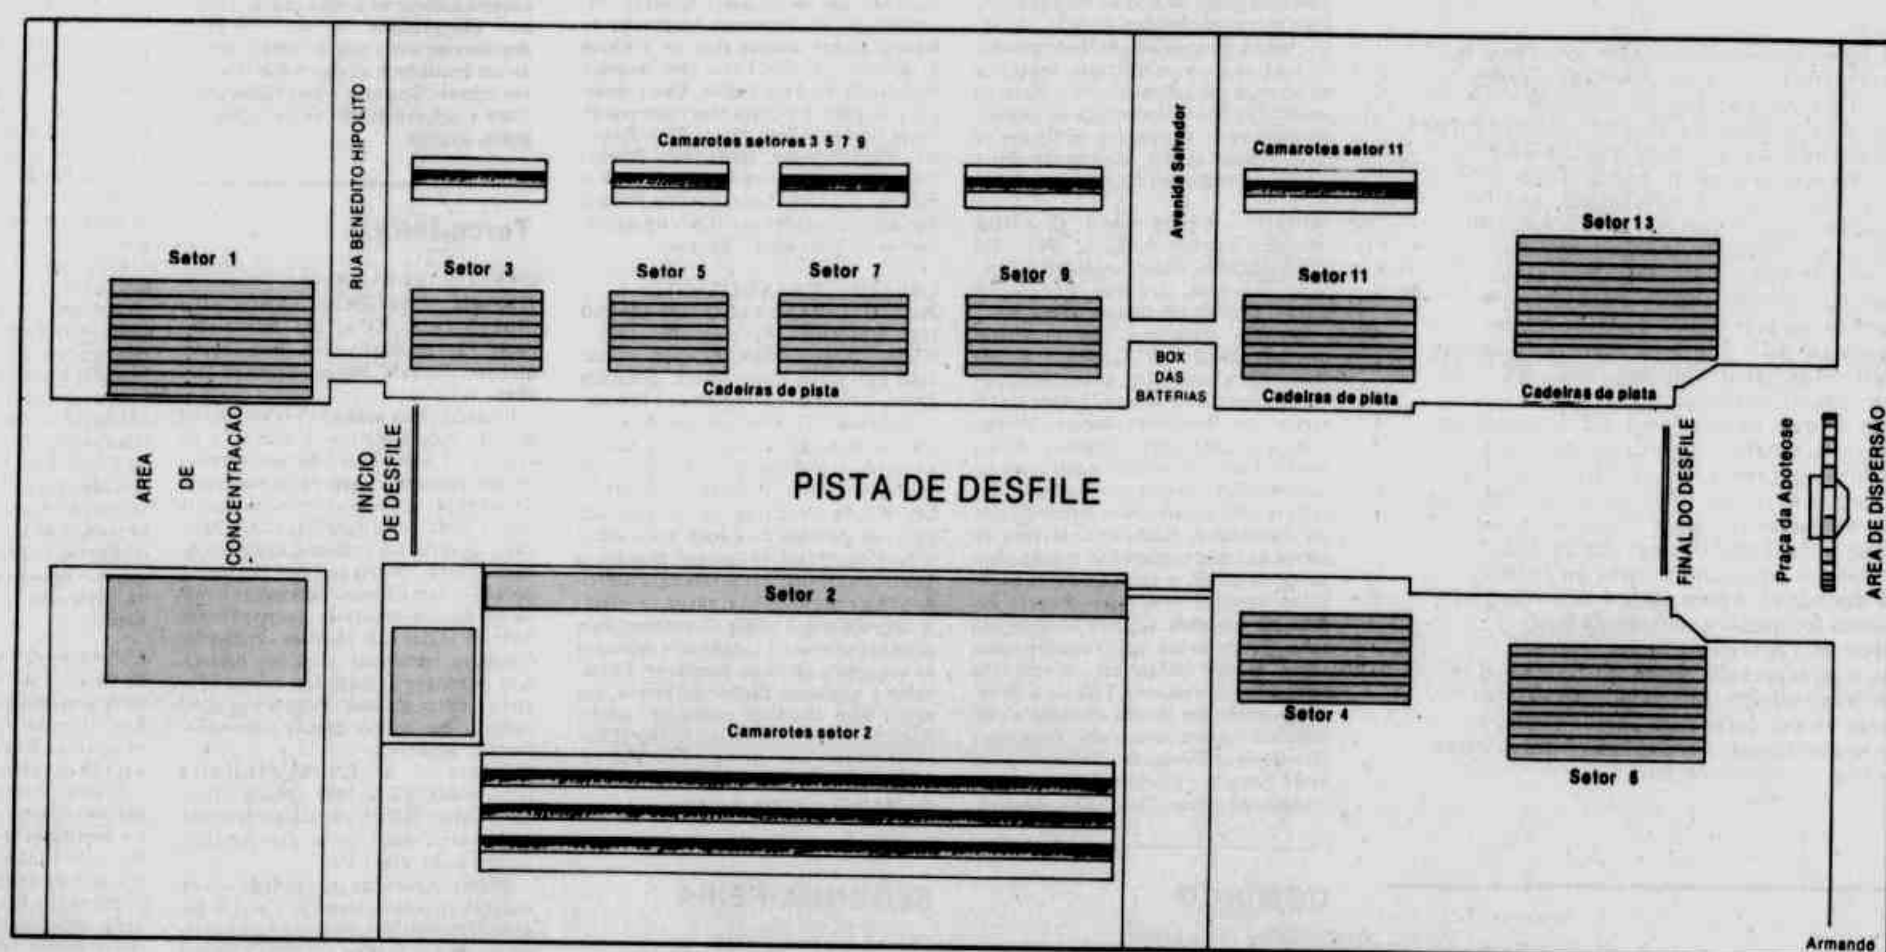 RUA BENEDITO HIPOLITO
Camarotes setores 3 5 7 9
Avenida Salvador
Camarotes setor 11
Setor 1
Setor 3
Setor 5
Setor 7
Setor 9
Setor 11
Setor 13
Cadeiras de pista
BOX
DAS
BATERIAS
Cadeiras de pista
Cadeiras de pista
AREA
DE
CONCENTRAÇÃO
INICIO
DE DESFILE
PISTA DE DESFILE
FINAL DO DESFILE
Praça da Apoteose
AREA DE DISPERSÃO
Setor 2
Setor 4
Camarotes setor 2
Setor 6
Armando